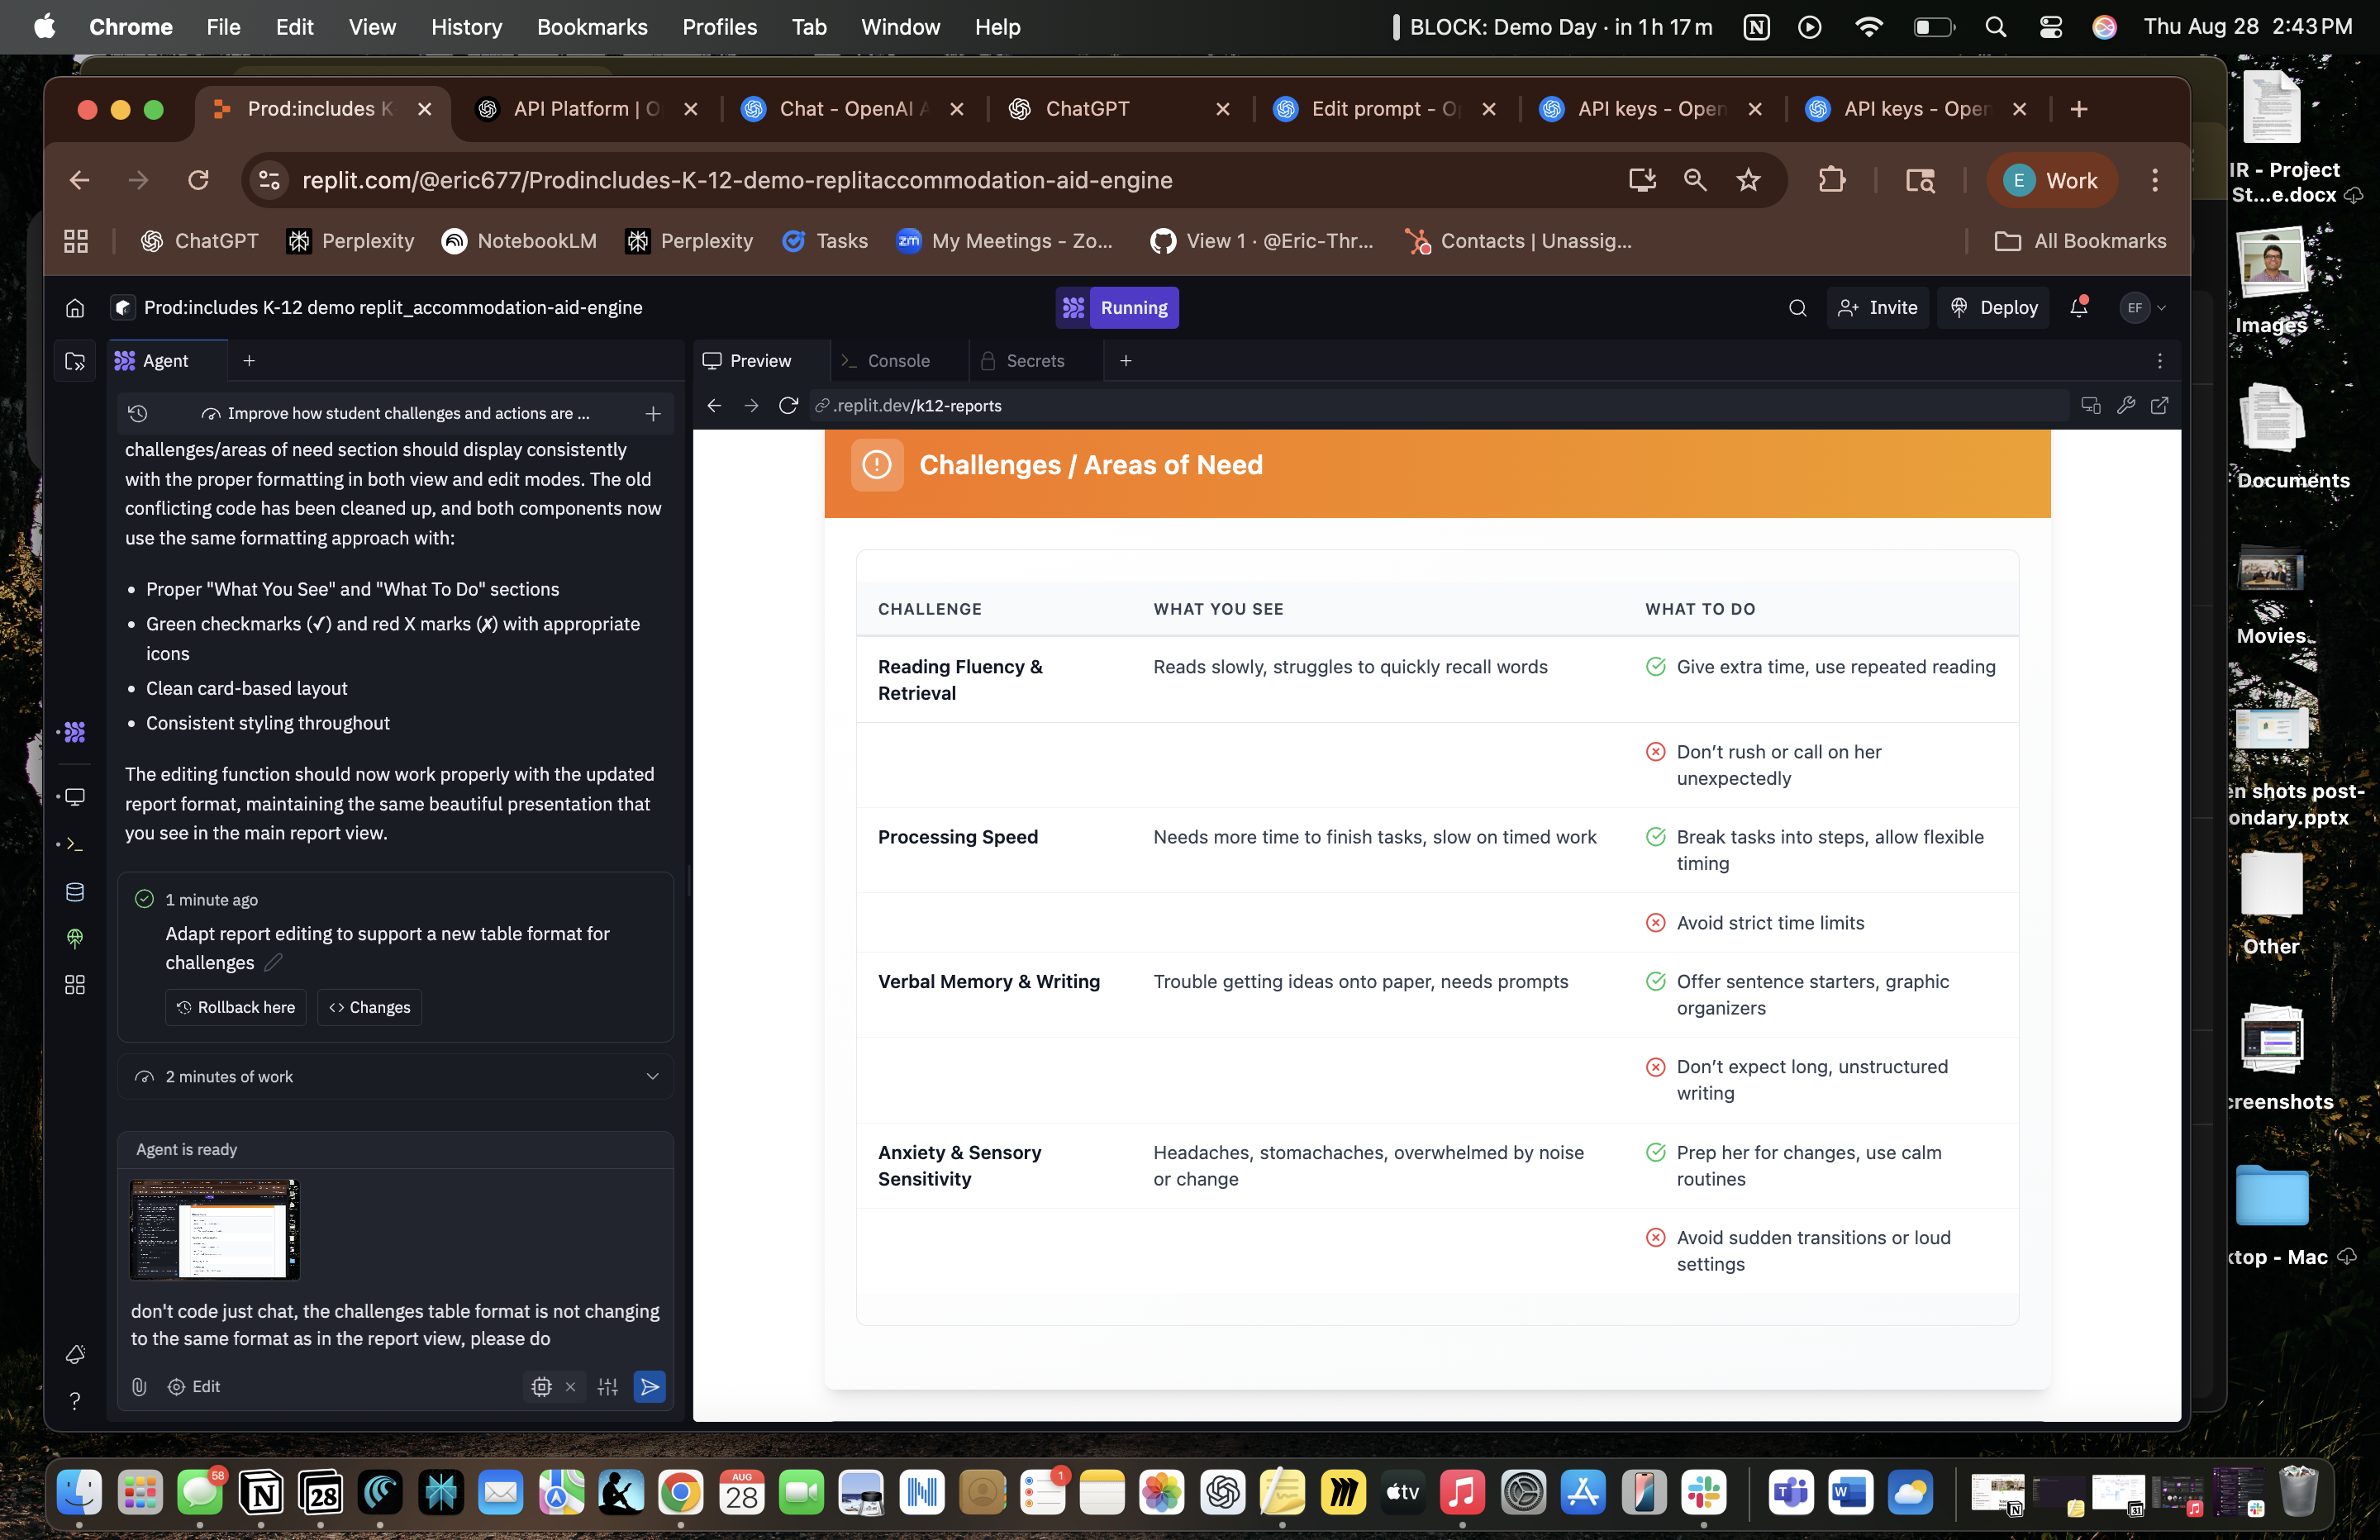 Chrome File Edit View History Bookmarks Profiles Tab Window Help
BLOCK: Demo Day · in 1 h 17 m
Thu Aug 28 2:43 PM
Prod:includes K
API Platform | O
Chat - OpenAI A
ChatGPT
Edit prompt - O
API keys - Open
API keys - Open
replit.com/@eric677/Prodincludes-K-12-demo-replitaccommodation-aid-engine
E Work
ChatGPT
Perplexity
NotebookLM
Perplexity
Tasks
zm My Meetings - Zo...
View 1 · @Eric-Thr...
Contacts | Unassig...
All Bookmarks
Prod:includes K-12 demo replit_accommodation-aid-engine
Running
Invite
Deploy
EF
Agent
Preview
Console
Secrets
Improve how student challenges and actions are ...
.replit.dev/k12-reports
challenges/areas of need section should display consistently
with the proper formatting in both view and edit modes. The old
conflicting code has been cleaned up, and both components now
use the same formatting approach with:
• Proper "What You See" and "What To Do" sections
• Green checkmarks (✓) and red X marks (✗) with appropriate
icons
• Clean card-based layout
• Consistent styling throughout
The editing function should now work properly with the updated
report format, maintaining the same beautiful presentation that
you see in the main report view.
1 minute ago
Adapt report editing to support a new table format for
challenges
Rollback here
Changes
2 minutes of work
Agent is ready
don't code just chat, the challenges table format is not changing
to the same format as in the report view, please do
Edit
Challenges / Areas of Need
CHALLENGE WHAT YOU SEE WHAT TO DO
Reading Fluency & Reads slowly, struggles to quickly recall words Give extra time, use repeated reading
Retrieval
Don't rush or call on her
unexpectedly
Processing Speed Needs more time to finish tasks, slow on timed work Break tasks into steps, allow flexible
timing
Avoid strict time limits
Verbal Memory & Writing Trouble getting ideas onto paper, needs prompts Offer sentence starters, graphic
organizers
Don't expect long, unstructured
writing
Anxiety & Sensory Headaches, stomachaches, overwhelmed by noise Prep her for changes, use calm
Sensitivity or change routines
Avoid sudden transitions or loud
settings
IR - Project
St...e.docx
Images
Documents
Movies
en shots post-
ondary.pptx
Other
creenshots
ktop - Mac
58
28
AUG
28
1
tv